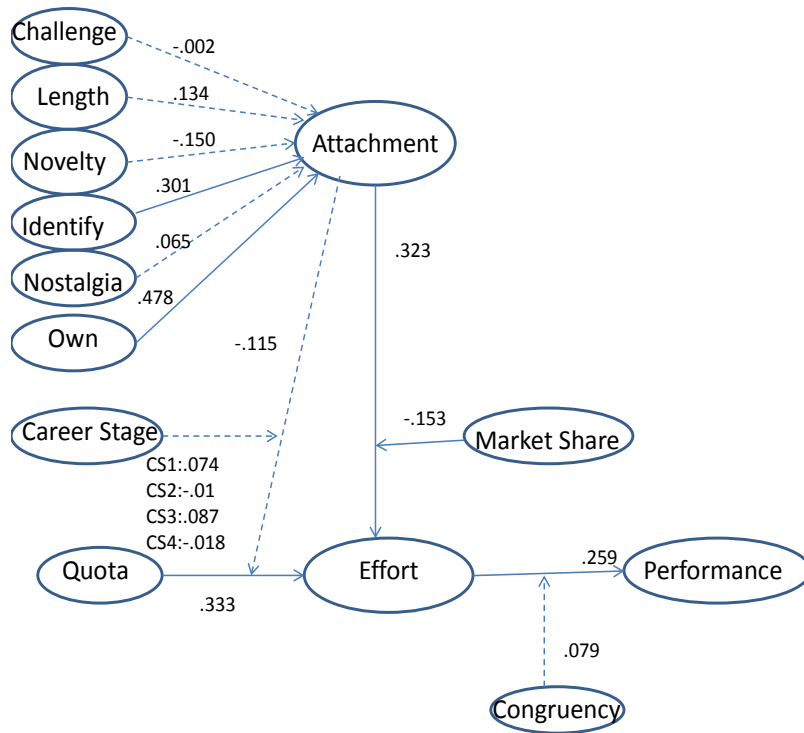 Challenge
-.002
Length
.134
Attachment
Novelty
-.150
Identify
.301
Nostalgia
.065
.478
Own
.323
-.115
Career Stage
-.153
Market Share
CS1:.074
CS2:-.01
CS3:.087
CS4:-.018
Quota
.333
Effort
.259
Performance
.079
Congruency